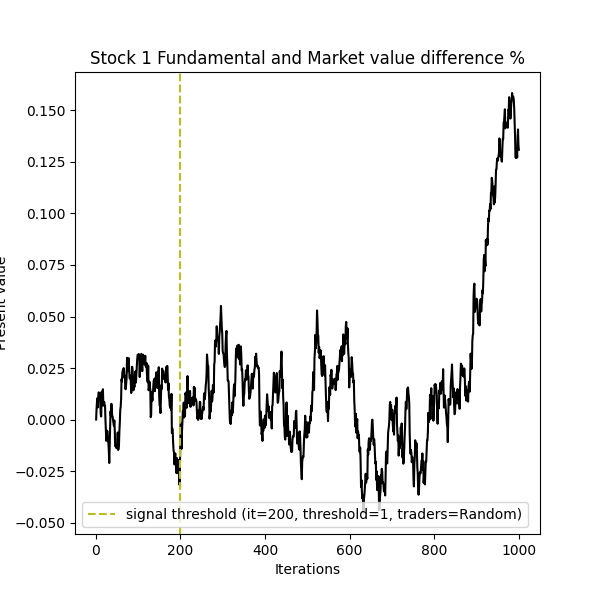 Stock 1 Fundamental and Market value difference %
Present value
0.150
0.125
0.100
0.075
0.050
0.025
0.000
−0.025
−0.050
signal threshold (it=200, threshold=1, traders=Random)
0 200 400 600 800 1000
Iterations